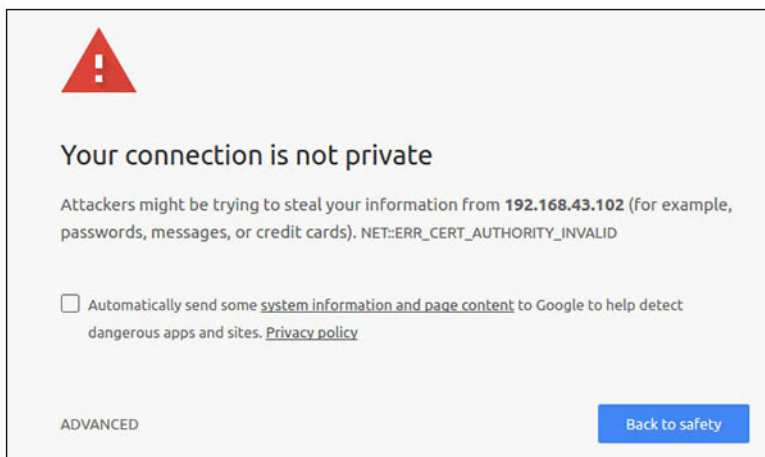 Your connection is not private
Attackers might be trying to steal your information from 192.168.43.102 (for example,
passwords, messages, or credit cards). NET::ERR_CERT_AUTHORITY_INVALID
Automatically send some system information and page content to Google to help detect
dangerous apps and sites. Privacy policy
ADVANCED
Back to safety